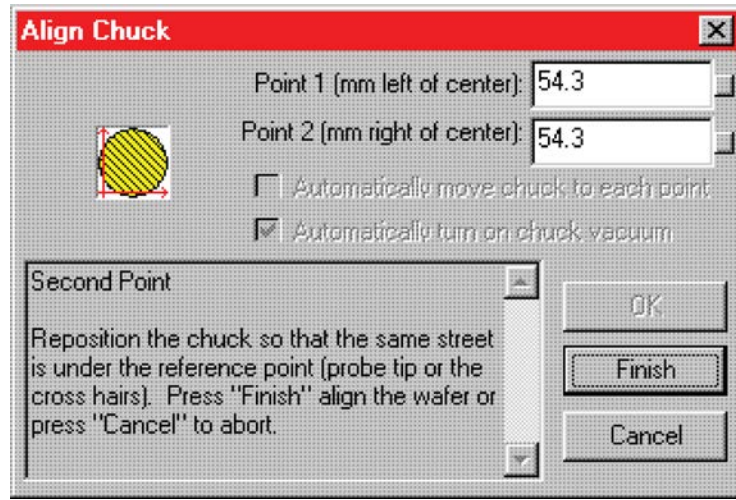 Align Chuck
Point 1 (mm left of center): 54.3
Point 2 (mm right of center): 54.3
Automatically move chuck to each point
Automatically turn on chuck vacuum
Second Point
Reposition the chuck so that the same street
is under the reference point (probe tip or the
cross hairs). Press "Finish" align the wafer or
press "Cancel" to abort.
OK
Finish
Cancel